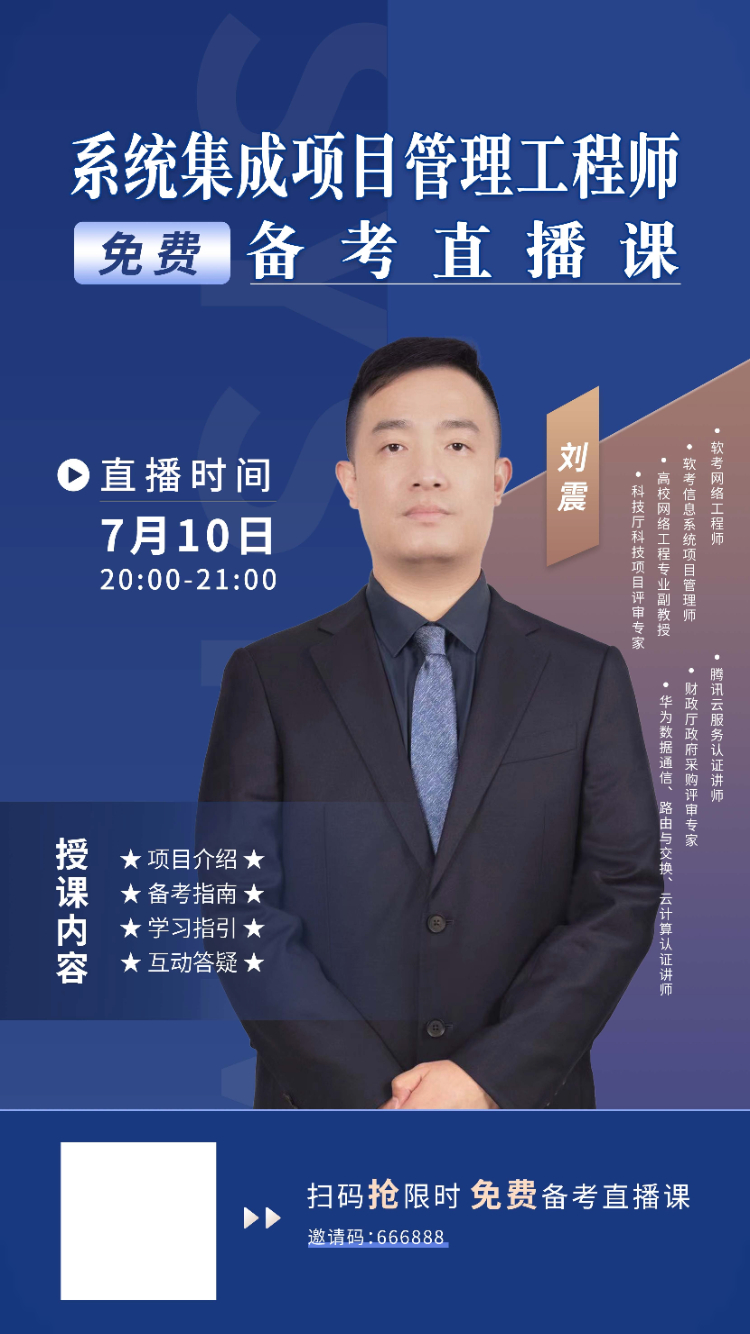 系统集成项目管理工程师
免费 备考直播课
直播时间
7月10日
20:00-21:00
刘震
• 软考网络工程师
• 软考信息系统项目管理师
• 高校网络工程专业副教授
• 科技厅科技项目评审专家
• 腾讯云服务认证讲师
• 财政厅政府采购评审专家
• 华为数据通信、路由与交换、云计算认证讲师
授课内容
★ 项目介绍 ★
★ 备考指南 ★
★ 学习指引 ★
★ 互动答疑 ★
扫码抢限时 免费备考直播课
邀请码:666888